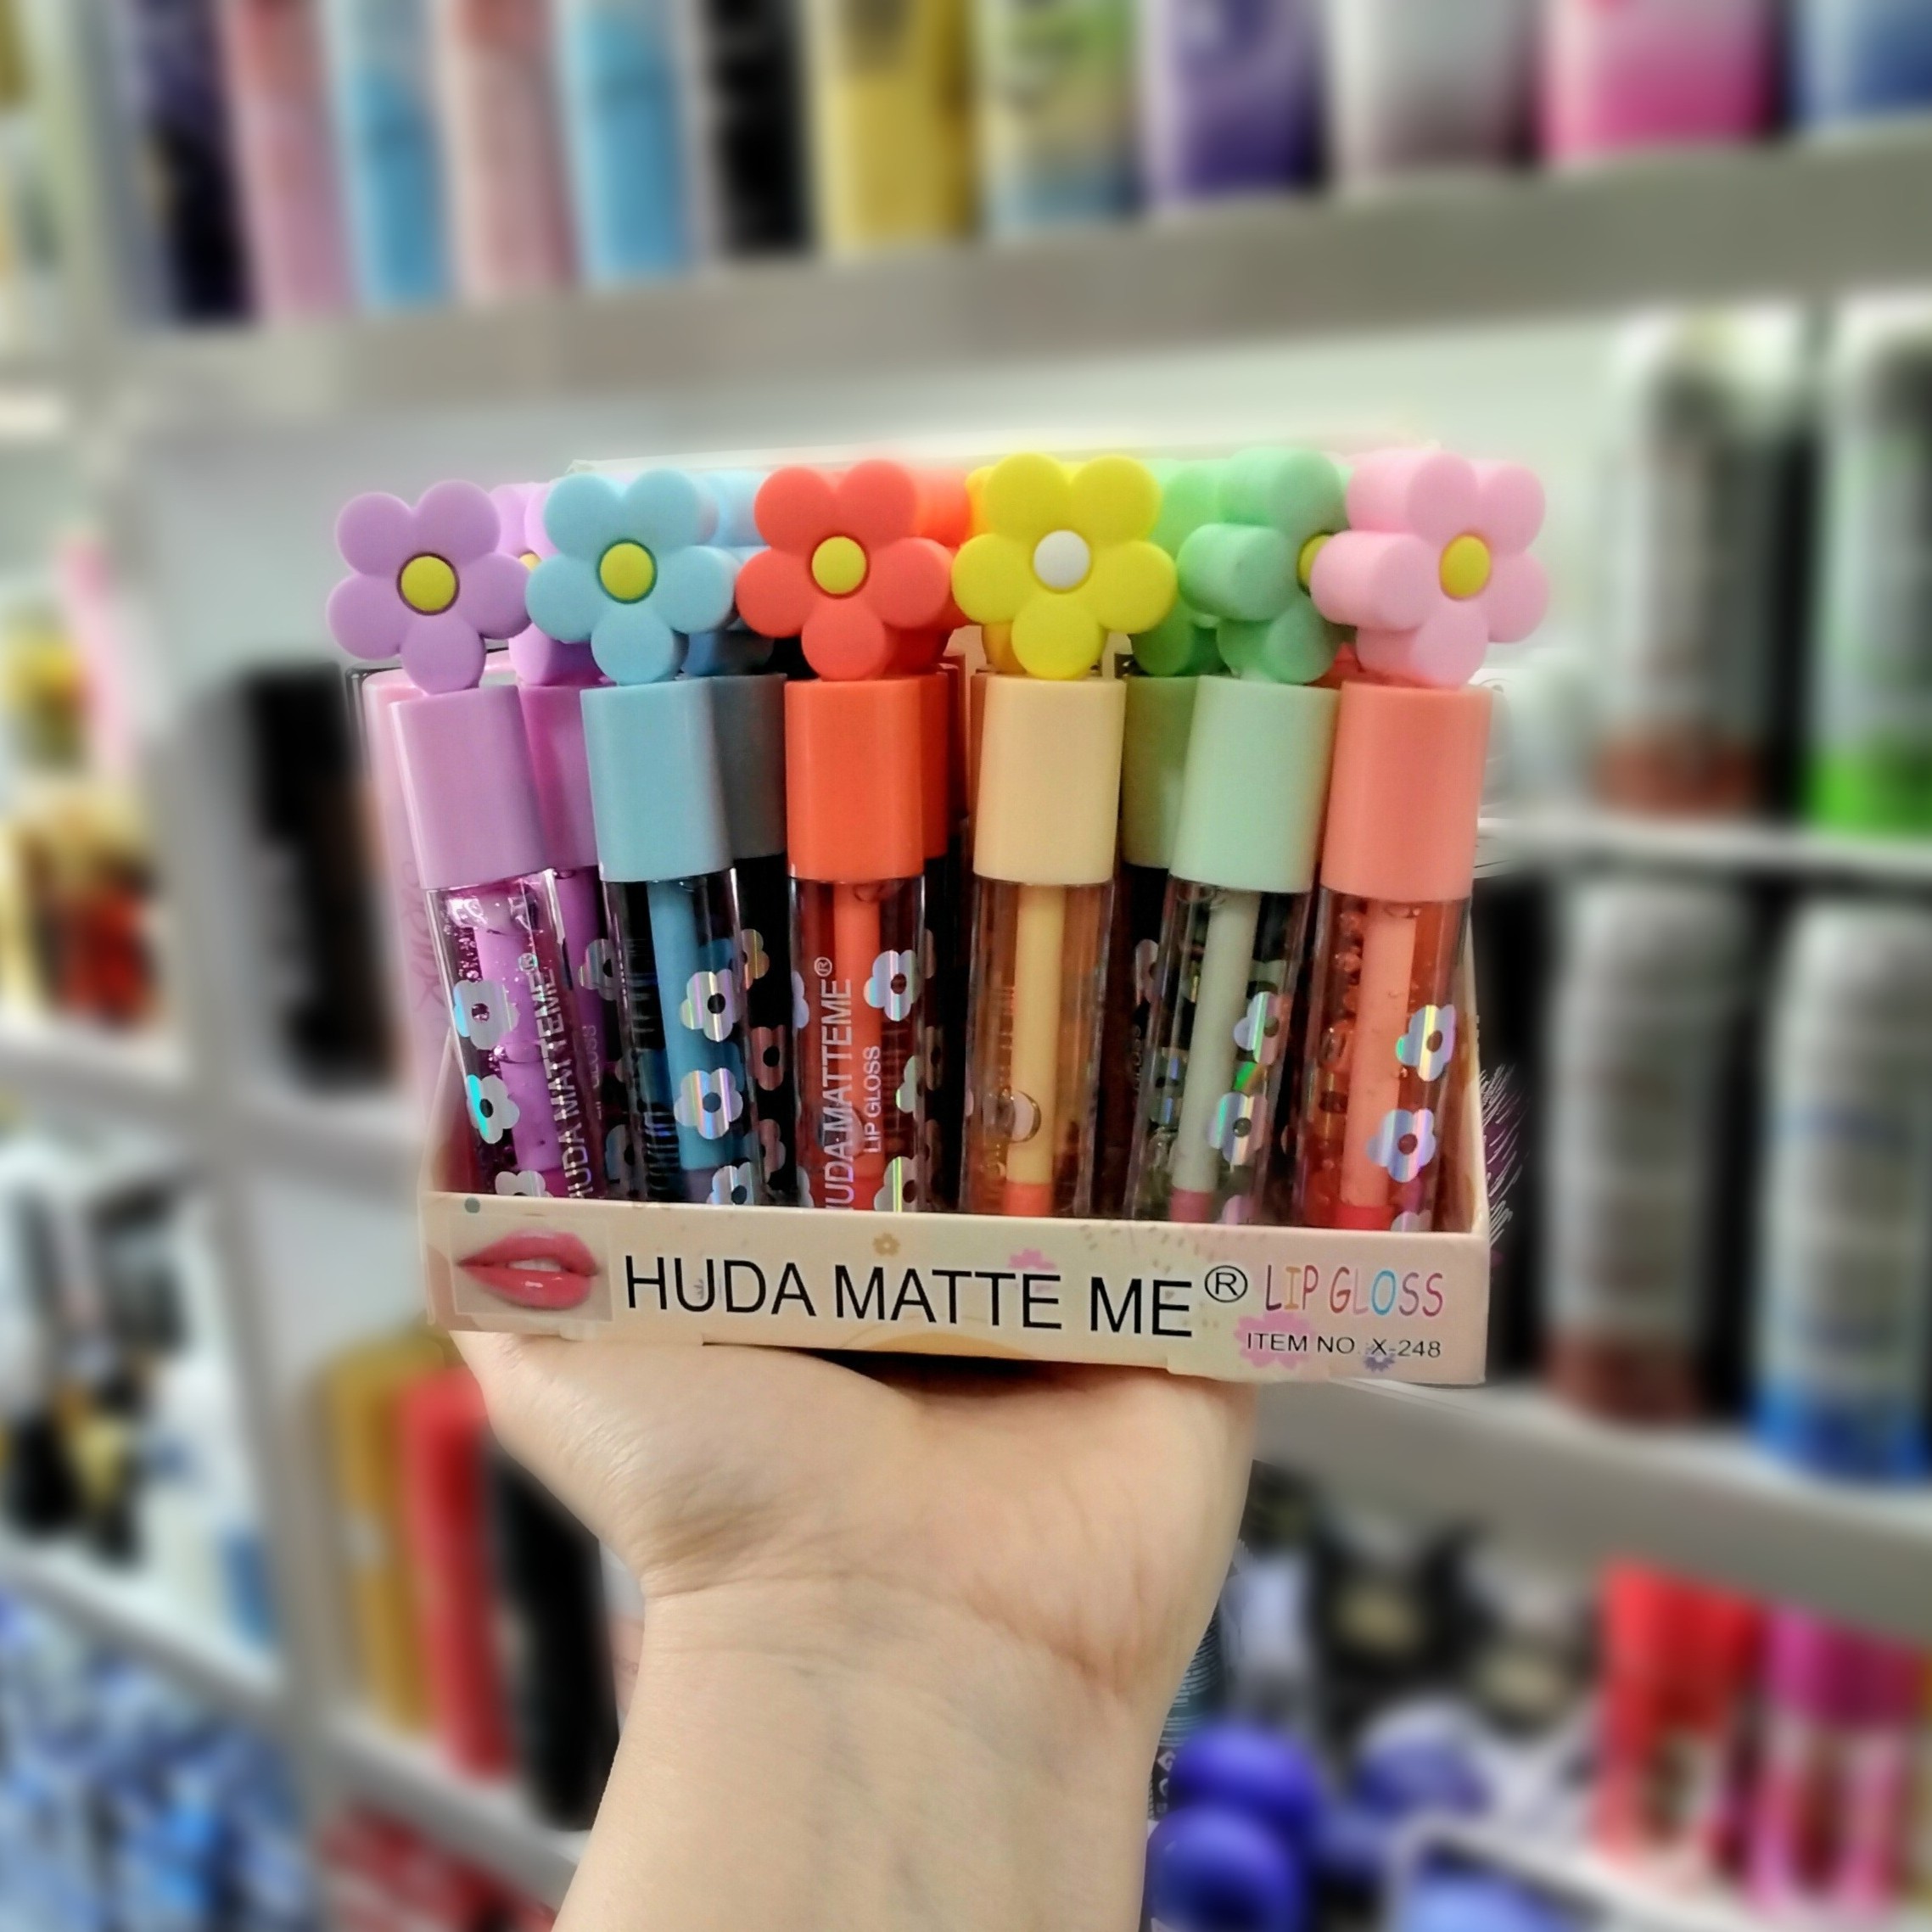 HUDA MATTEME®
HUDA MATTEME®
LIP GLOSS
HUDA MATTE ME® LIP GLOSS
ITEM NO. X-248